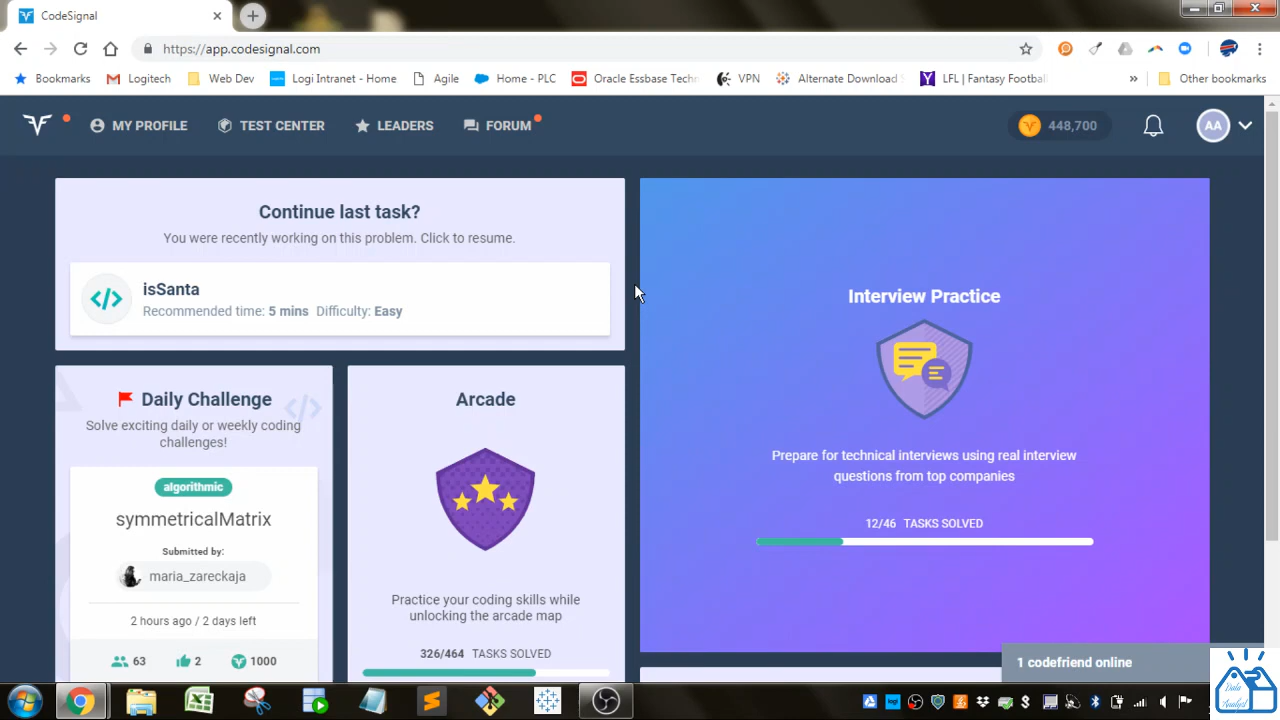 CodeSignal
https://app.codesignal.com
Bookmarks
Logitech
Web Dev
Logi Intranet - Home
Agile
Home - PLC
Oracle Essbase Techn
VPN
Alternate Download S
LFL | Fantasy Football
Other bookmarks
MY PROFILE
TEST CENTER
LEADERS
FORUM
448,700
AA
Continue last task?
You were recently working on this problem. Click to resume.
isSanta
Recommended time: 5 mins Difficulty: Easy
Daily Challenge
Solve exciting daily or weekly coding
challenges!
algorithmic
symmetricalMatrix
Submitted by:
maria_zareckaja
2 hours ago / 2 days left
63
2
1000
Arcade
Practice your coding skills while
unlocking the arcade map
326/464 TASKS SOLVED
Interview Practice
Prepare for technical interviews using real interview
questions from top companies
12/46 TASKS SOLVED
1 codefriend online
Data
Analyst